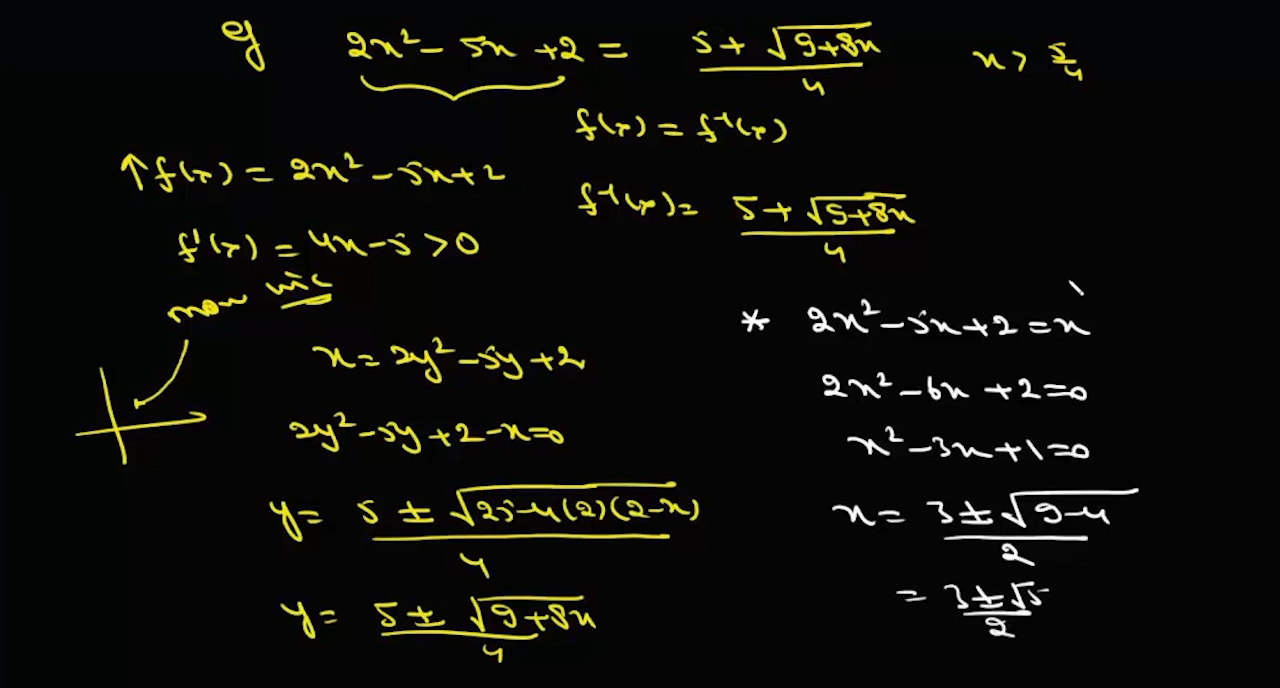 eg 2x² - 5x + 2 = (5 + √(9+8x))/4 x > 5/4
f(x) = f⁻¹(x)
↑ f(x) = 2x² - 5x + 2
f⁻¹(x) = (5 + √(9+8x))/4
f'(x) = 4x - 5 > 0
inc
x = 2y² - 5y + 2
2y² - 5y + 2 - x = 0
y = (5 ± √(25-4(2)(2-x)))/4
y = (5 ± √(9+8x))/4
* 2x² - 5x + 2 = x
2x² - 6x + 2 = 0
x² - 3x + 1 = 0
x = (3 ± √(9-4))/2
= (3 ± √5)/2